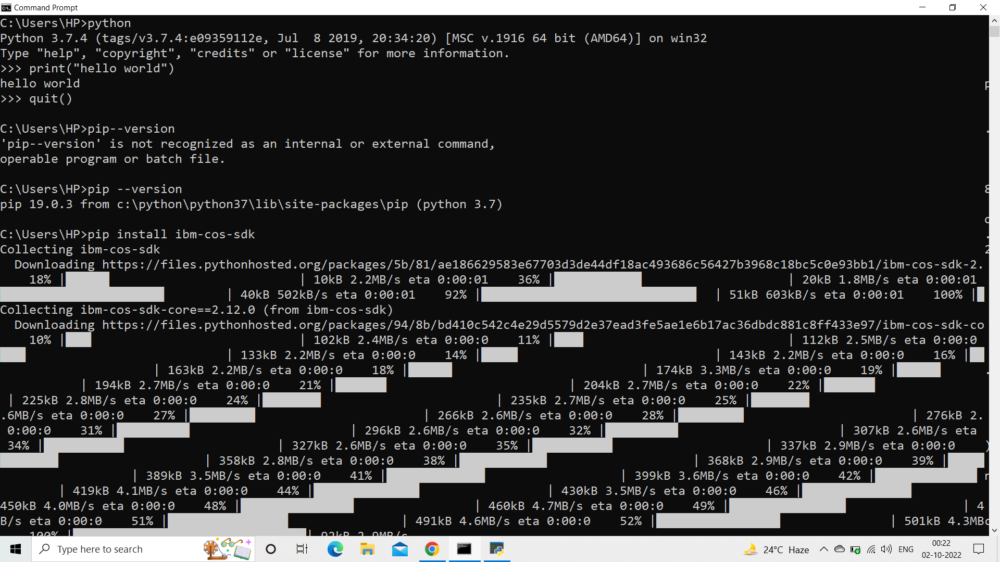 Command Prompt
C:\Users\HP>python
Python 3.7.4 (tags/v3.7.4:e09359112e, Jul  8 2019, 20:34:20) [MSC v.1916 64 bit (AMD64)] on win32
Type "help", "copyright", "credits" or "license" for more information.
>>> print("hello world")
hello world
>>> quit()
C:\Users\HP>pip--version
'pip--version' is not recognized as an internal or external command,
operable program or batch file.
C:\Users\HP>pip --version
pip 19.0.3 from c:\python\python37\lib\site-packages\pip (python 3.7)
C:\Users\HP>pip install ibm-cos-sdk
Collecting ibm-cos-sdk
Downloading https://files.pythonhosted.org/packages/5b/81/ae186629583e67703d3de44df18ac493686c56427b3968c18bc5c0e93bb1/ibm-cos-sdk-2.
18% | | 10kB 2.2MB/s eta 0:00:01 36% | | 20kB 1.8MB/s eta 0:00:01
| 40kB 502kB/s eta 0:00:01 92% | | 51kB 603kB/s eta 0:00:01 100% |
Collecting ibm-cos-sdk-core==2.12.0 (from ibm-cos-sdk)
Downloading https://files.pythonhosted.org/packages/94/8b/bd410c542c4e29d5579d2e37ead3fe5ae1e6b17ac36dbdc881c8ff433e97/ibm-cos-sdk-co
10% | | 102kB 2.4MB/s eta 0:00:0 11% | | 112kB 2.5MB/s eta 0:00:0
| 133kB 2.2MB/s eta 0:00:0 14% | | 143kB 2.2MB/s eta 0:00:0 16% |
| 163kB 2.2MB/s eta 0:00:0 18% | | 174kB 3.3MB/s eta 0:00:0 19% |
| 194kB 2.7MB/s eta 0:00:0 21% | | 204kB 2.7MB/s eta 0:00:0 22% |
| 225kB 2.8MB/s eta 0:00:0 24% | | 235kB 2.7MB/s eta 0:00:0 25% |
.6MB/s eta 0:00:0 27% | | 266kB 2.6MB/s eta 0:00:0 28% | | 276kB 2.
0:00:0 31% | | 296kB 2.6MB/s eta 0:00:0 32% | | 307kB 2.6MB/s eta
34% | | 327kB 2.6MB/s eta 0:00:0 35% | | 337kB 2.9MB/s eta 0:00:0 )
| 358kB 2.8MB/s eta 0:00:0 38% | | 368kB 2.9MB/s eta 0:00:0 39% |
| 389kB 3.5MB/s eta 0:00:0 41% | | 399kB 3.6MB/s eta 0:00:0 42% |
| 419kB 4.1MB/s eta 0:00:0 44% | | 430kB 3.5MB/s eta 0:00:0 46% |
450kB 4.0MB/s eta 0:00:0 48% | | 460kB 4.7MB/s eta 0:00:0 49% | | 4
B/s eta 0:00:0 51% | | 491kB 4.6MB/s eta 0:00:0 52% | | 501kB 4.3MB
100% | | 92kB 2.9MB/s
Type here to search
24°C Haze
ENG
00:22
02-10-2022